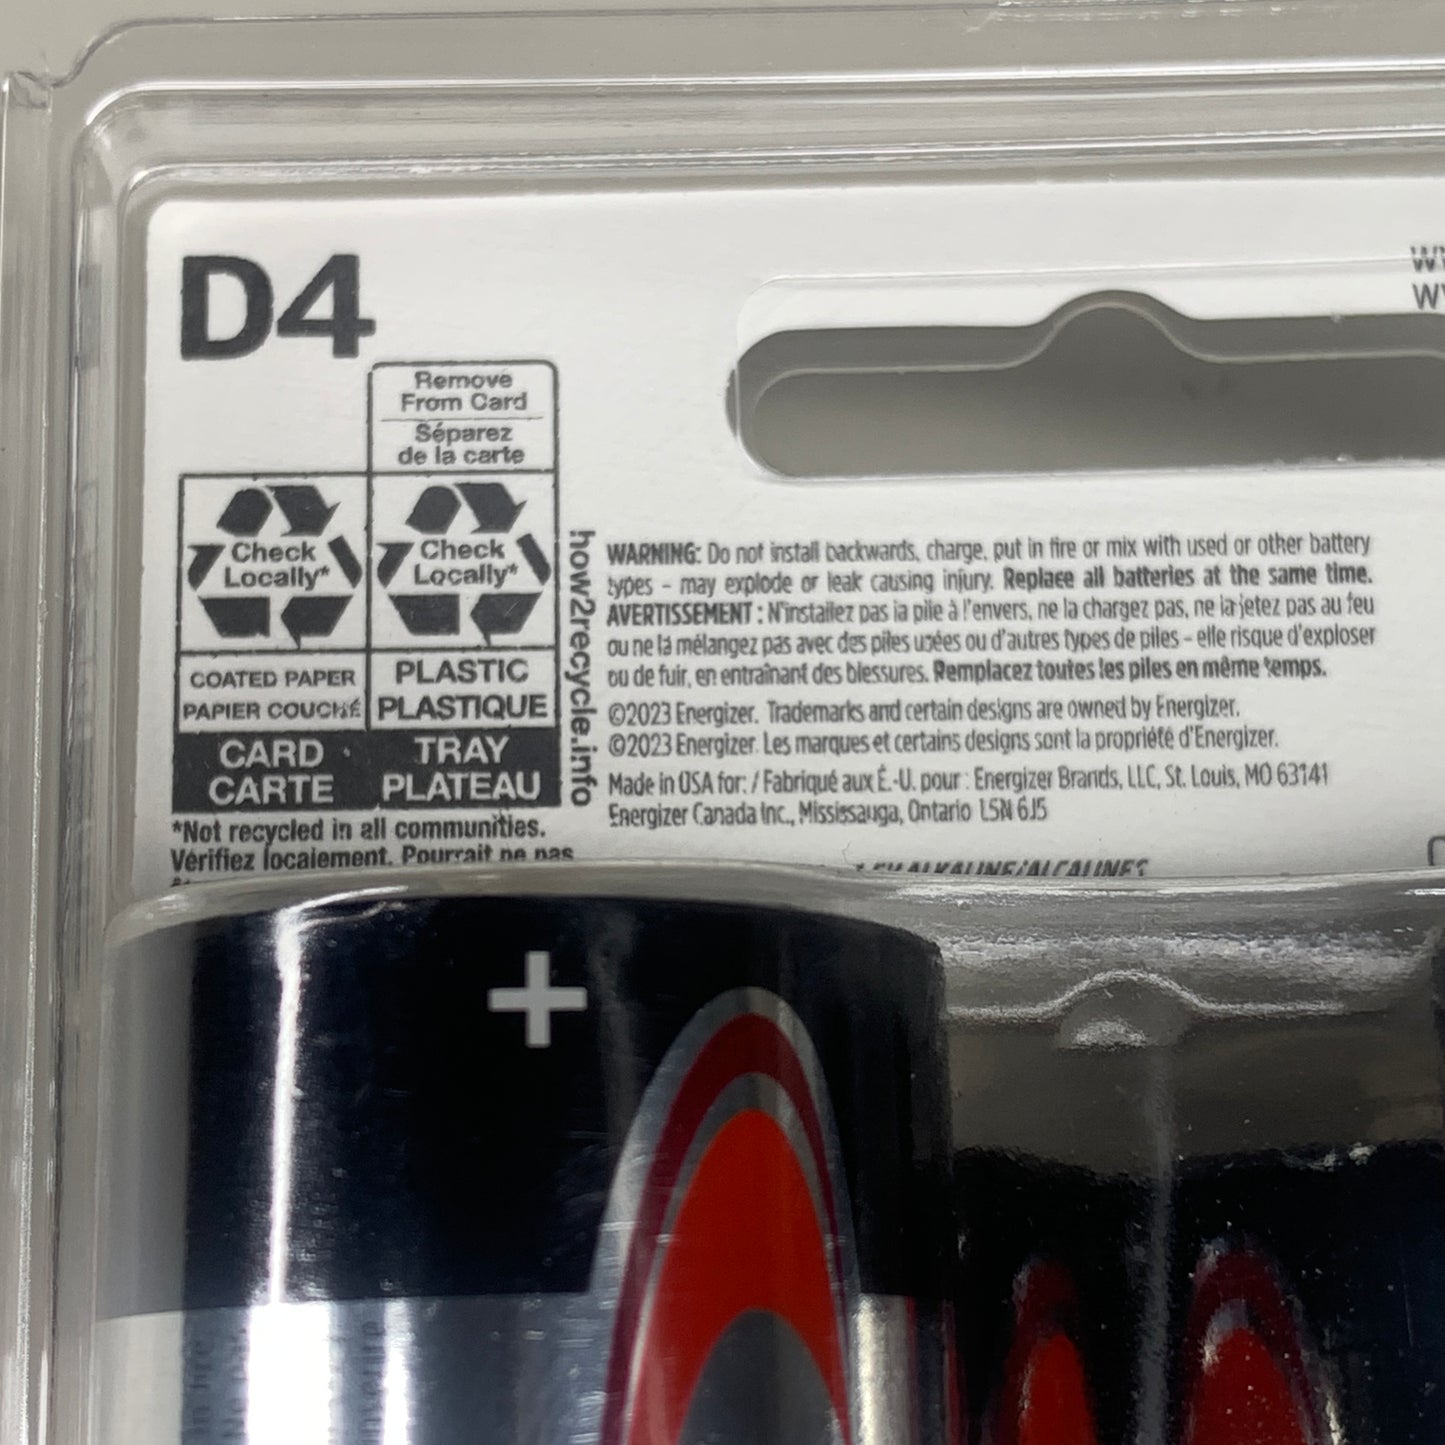 D4
Remove
From Card
Séparez
de la carte
Check
Locally*
Check
Locally*
COATED PAPER
PAPIER COUCHÉ
PLASTIC
PLASTIQUE
CARD
CARTE
TRAY
PLATEAU
how2recycle.info
*Not recycled in all communities.
Vérifiez localement. Pourrait ne pas
WARNING: Do not install backwards, charge, put in fire or mix with used or other battery
types – may explode or leak causing injury. Replace all batteries at the same time.
AVERTISSEMENT : N'installez pas la pile à l'envers, ne la chargez pas, ne la jetez pas au feu
ou ne la mélangez pas avec des piles usées ou d'autres types de piles – elle risque d'exploser
ou de fuir, en entraînant des blessures. Remplacez toutes les piles en même temps.
©2023 Energizer. Trademarks and certain designs are owned by Energizer.
©2023 Energizer. Les marques et certains designs sont la propriété d'Energizer.
Made in USA for: / Fabriqué aux É.-U. pour : Energizer Brands, LLC, St. Louis, MO 63141
Energizer Canada Inc., Mississauga, Ontario L5N 6J5
ALKALINE/ALCALINES
+